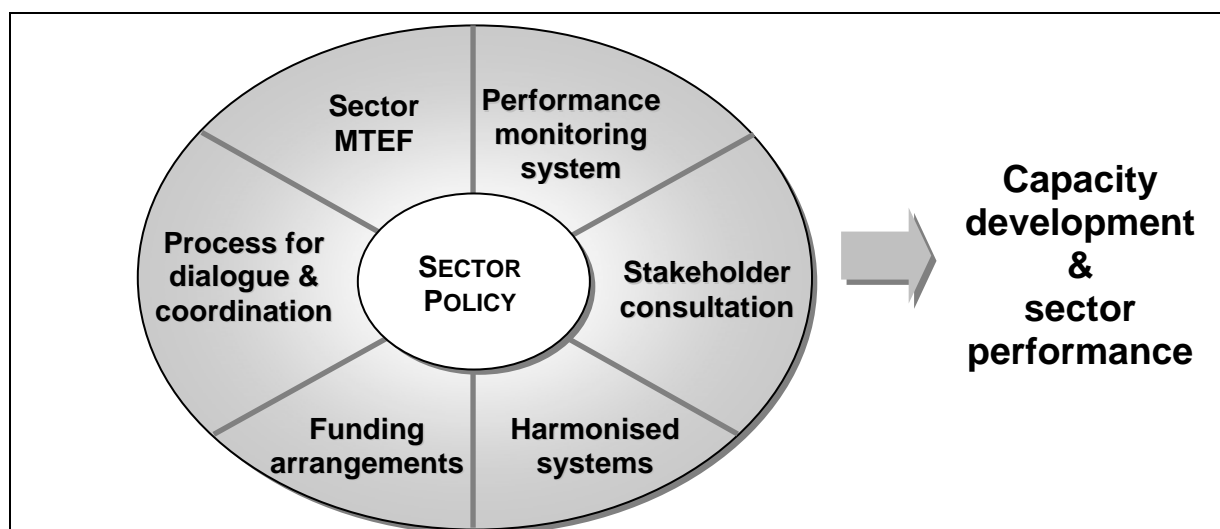 Sector
MTEF
Performance
monitoring
system
Process for
dialogue &
coordination
SECTOR
POLICY
Stakeholder
consultation
Funding
arrangements
Harmonised
systems
Capacity
development
&
sector
performance